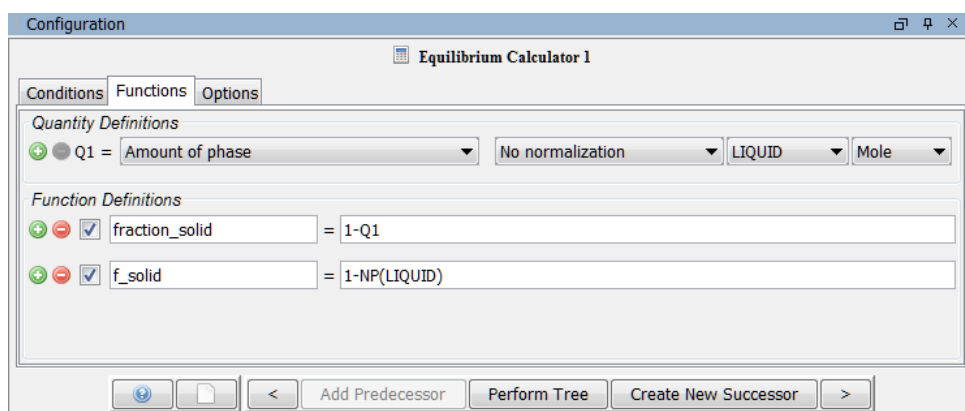 Configuration
Equilibrium Calculator 1
Conditions Functions Options
Quantity Definitions
Q1 = Amount of phase No normalization LIQUID Mole
Function Definitions
fraction_solid = 1-Q1
f_solid = 1-NP(LIQUID)
< Add Predecessor Perform Tree Create New Successor >